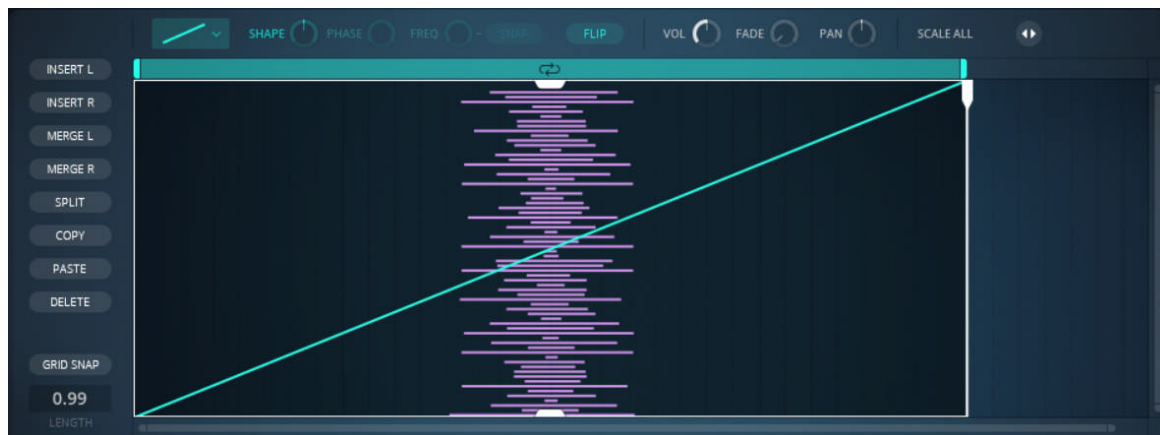 SHAPE PHASE FREQ SNAP FLIP VOL FADE PAN SCALE ALL
INSERT L
INSERT R
MERGE L
MERGE R
SPLIT
COPY
PASTE
DELETE
GRID SNAP
0.99
LENGTH